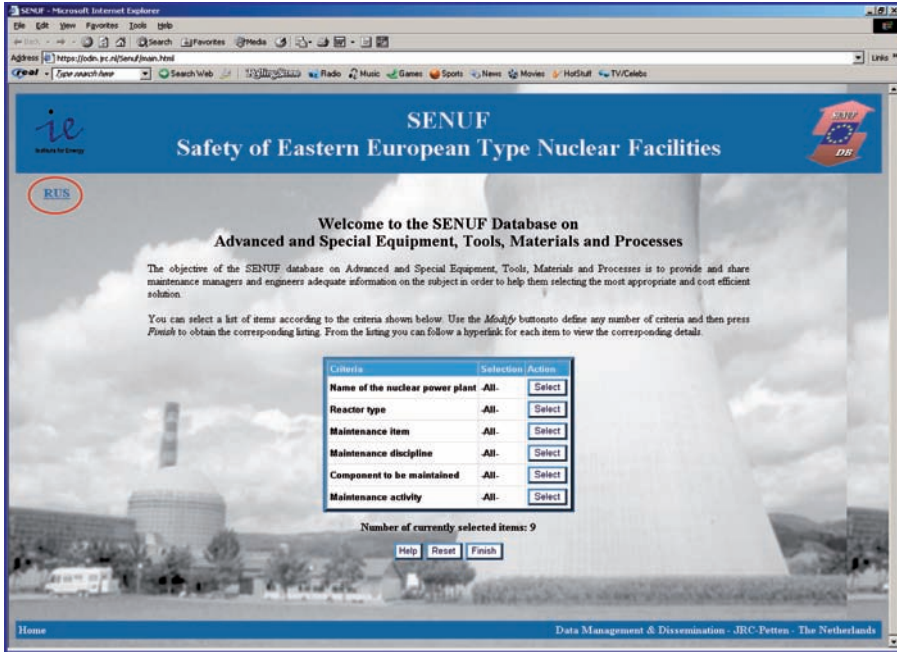 SENUF - Microsoft Internet Explorer
File Edit View Favorites Tools Help
Search Favorites Media
Address https://odin.jrc.nl/Senuf/main.html Links
Type search here Search Web RollingStone Radio Music Games Sports News Movies HotStuff TV/Celebs
ie
Institute for Energy
SENUF
Safety of Eastern European Type Nuclear Facilities
SENUF
DB
RUS
Welcome to the SENUF Database on
Advanced and Special Equipment, Tools, Materials and Processes
The objective of the SENUF database on Advanced and Special Equipment, Tools, Materials and Processes is to provide and share
maintenance managers and engineers adequate information on the subject in order to help them selecting the most appropriate and cost efficient
solution.
You can select a list of items according to the criteria shown below. Use the Modify buttonsto define any number of criteria and then press
Finish to obtain the corresponding listing. From the listing you can follow a hyperlink for each item to view the corresponding details.
Criteria Selection Action
Name of the nuclear power plant -All- Select
Reactor type -All- Select
Maintenance item -All- Select
Maintenance discipline -All- Select
Component to be maintained -All- Select
Maintenance activity -All- Select
Number of currently selected items: 9
Help Reset Finish
Home Data Management & Dissemination - JRC-Petten - The Netherlands